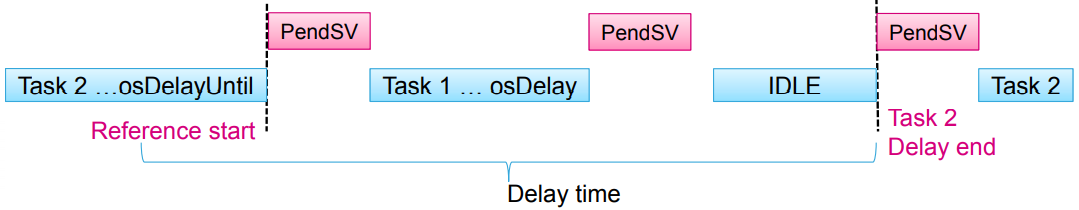 PendSV
PendSV
PendSV
Task 2 …osDelayUntil
Task 1 … osDelay
IDLE
Task 2
Reference start
Task 2
Delay end
Delay time